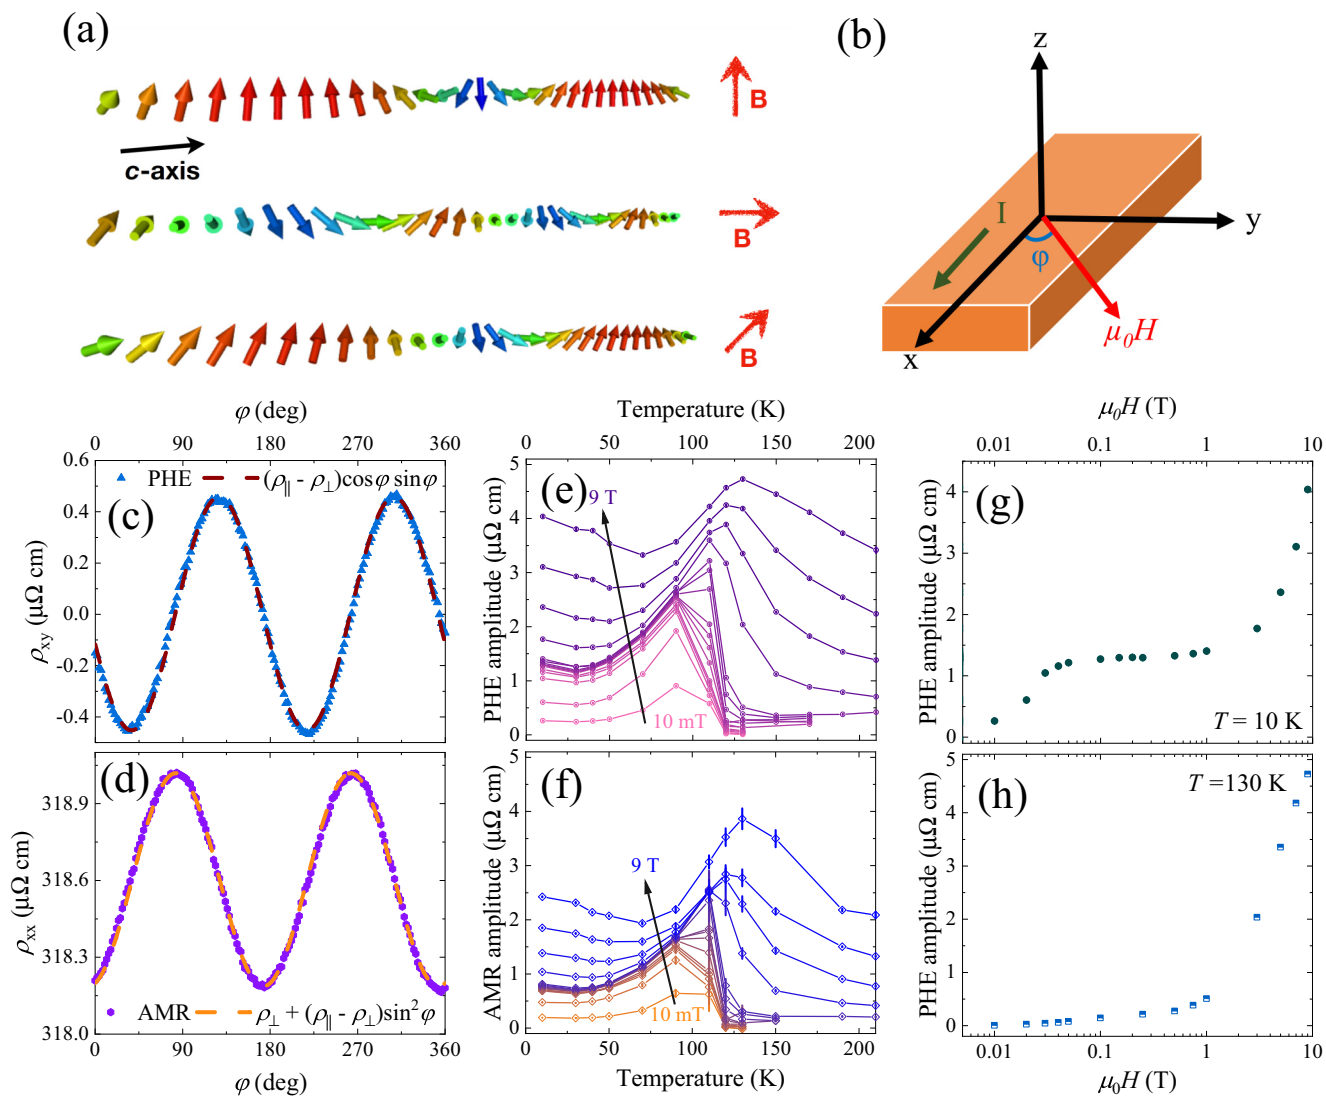 (a)
B
c-axis
B
B
(b)
z
y
I
φ
x
μ₀H
φ (deg)
0 90 180 270 360
0.6
0.4
0.0
-0.2
-0.4
ρxy (μΩ cm)
PHE (ρ∥ - ρ⊥)cosφ sinφ
(c)
(d)
318.9
318.6
318.3
318.0
ρxx (μΩ cm)
AMR ρ⊥ + (ρ∥ - ρ⊥)sin²φ
0 90 180 270 360
φ (deg)
Temperature (K)
0 50 100 150 200
5
4
3
2
1
0
PHE amplitude (μΩ cm)
(e)
9 T
10 mT
5
4
3
2
1
0
AMR amplitude (μΩ cm)
(f)
9 T
10 mT
0 50 100 150 200
Temperature (K)
μ₀H (T)
0.01 0.1 1 10
4
3
2
1
0
PHE amplitude (μΩ cm)
(g)
T = 10 K
5
4
3
2
1
0
PHE amplitude (μΩ cm)
(h)
T =130 K
0.01 0.1 1 10
μ₀H (T)